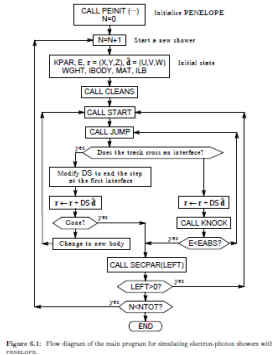 CALL PEINIT (···) Initialise PENELOPE
N=0
N=N+1 Start a new shower
KPAR, E, r = (X,Y,Z), d̂ = (U,V,W) Initial state
WGHT, IBODY, MAT, ILB
CALL CLEANS
CALL START
CALL JUMP
yes Does the track cross an interface?
Modify DS to end the step
at the first interface
r ← r + DS d̂ r ← r + DS d̂
CALL KNOCK
Gone? yes yes E<EABS?
Change to new body
CALL SECPAR(LEFT)
LEFT>0? yes
yes N<NTOT?
END
Figure 6.1: Flow diagram of the main program for simulating electron-photon showers with
PENELOPE.